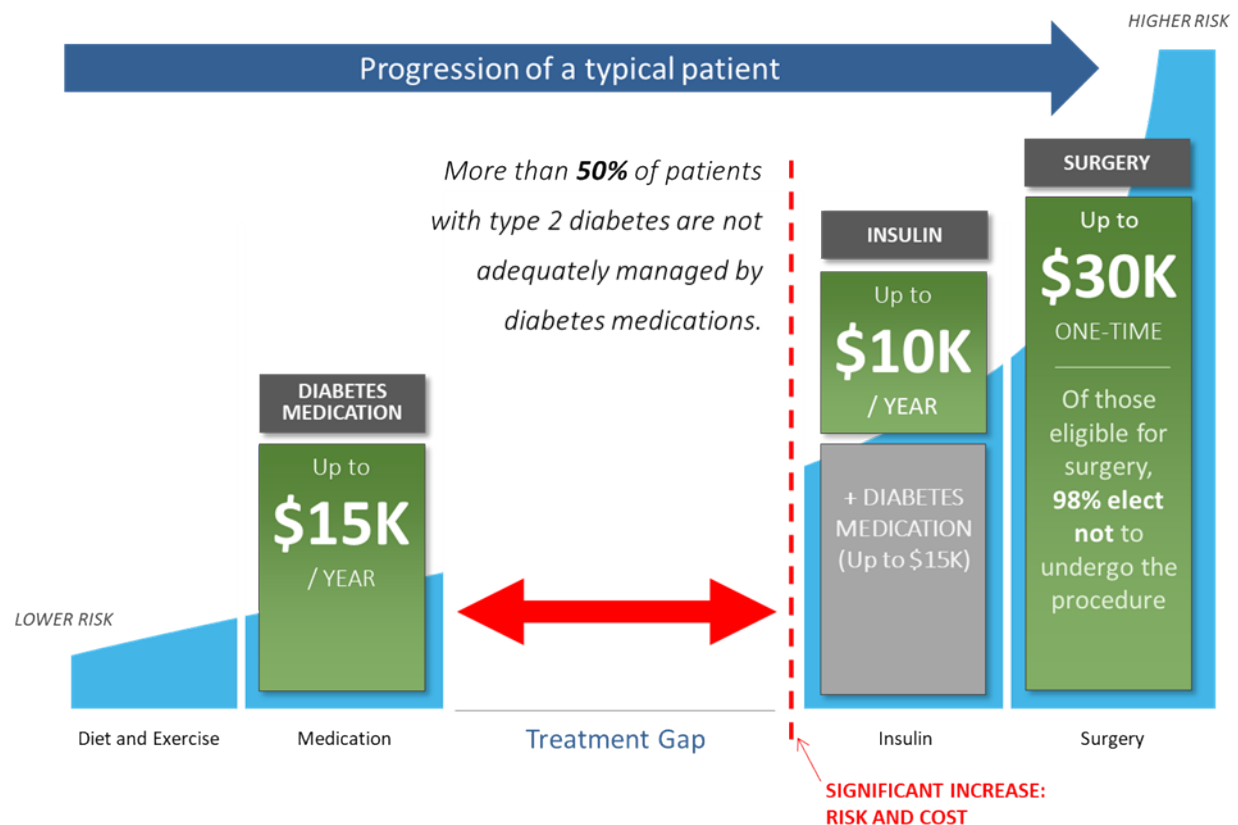 HIGHER RISK
Progression of a typical patient
More than 50% of patients
with type 2 diabetes are not
adequately managed by
diabetes medications.
SURGERY
Up to
$30K
ONE-TIME
Of those
eligible for
surgery,
98% elect
not to
undergo the
procedure
INSULIN
Up to
$10K
/ YEAR
+ DIABETES
MEDICATION
(Up to $15K)
DIABETES
MEDICATION
Up to
$15K
/ YEAR
LOWER RISK
Diet and Exercise
Medication
Treatment Gap
Insulin
Surgery
SIGNIFICANT INCREASE:
RISK AND COST